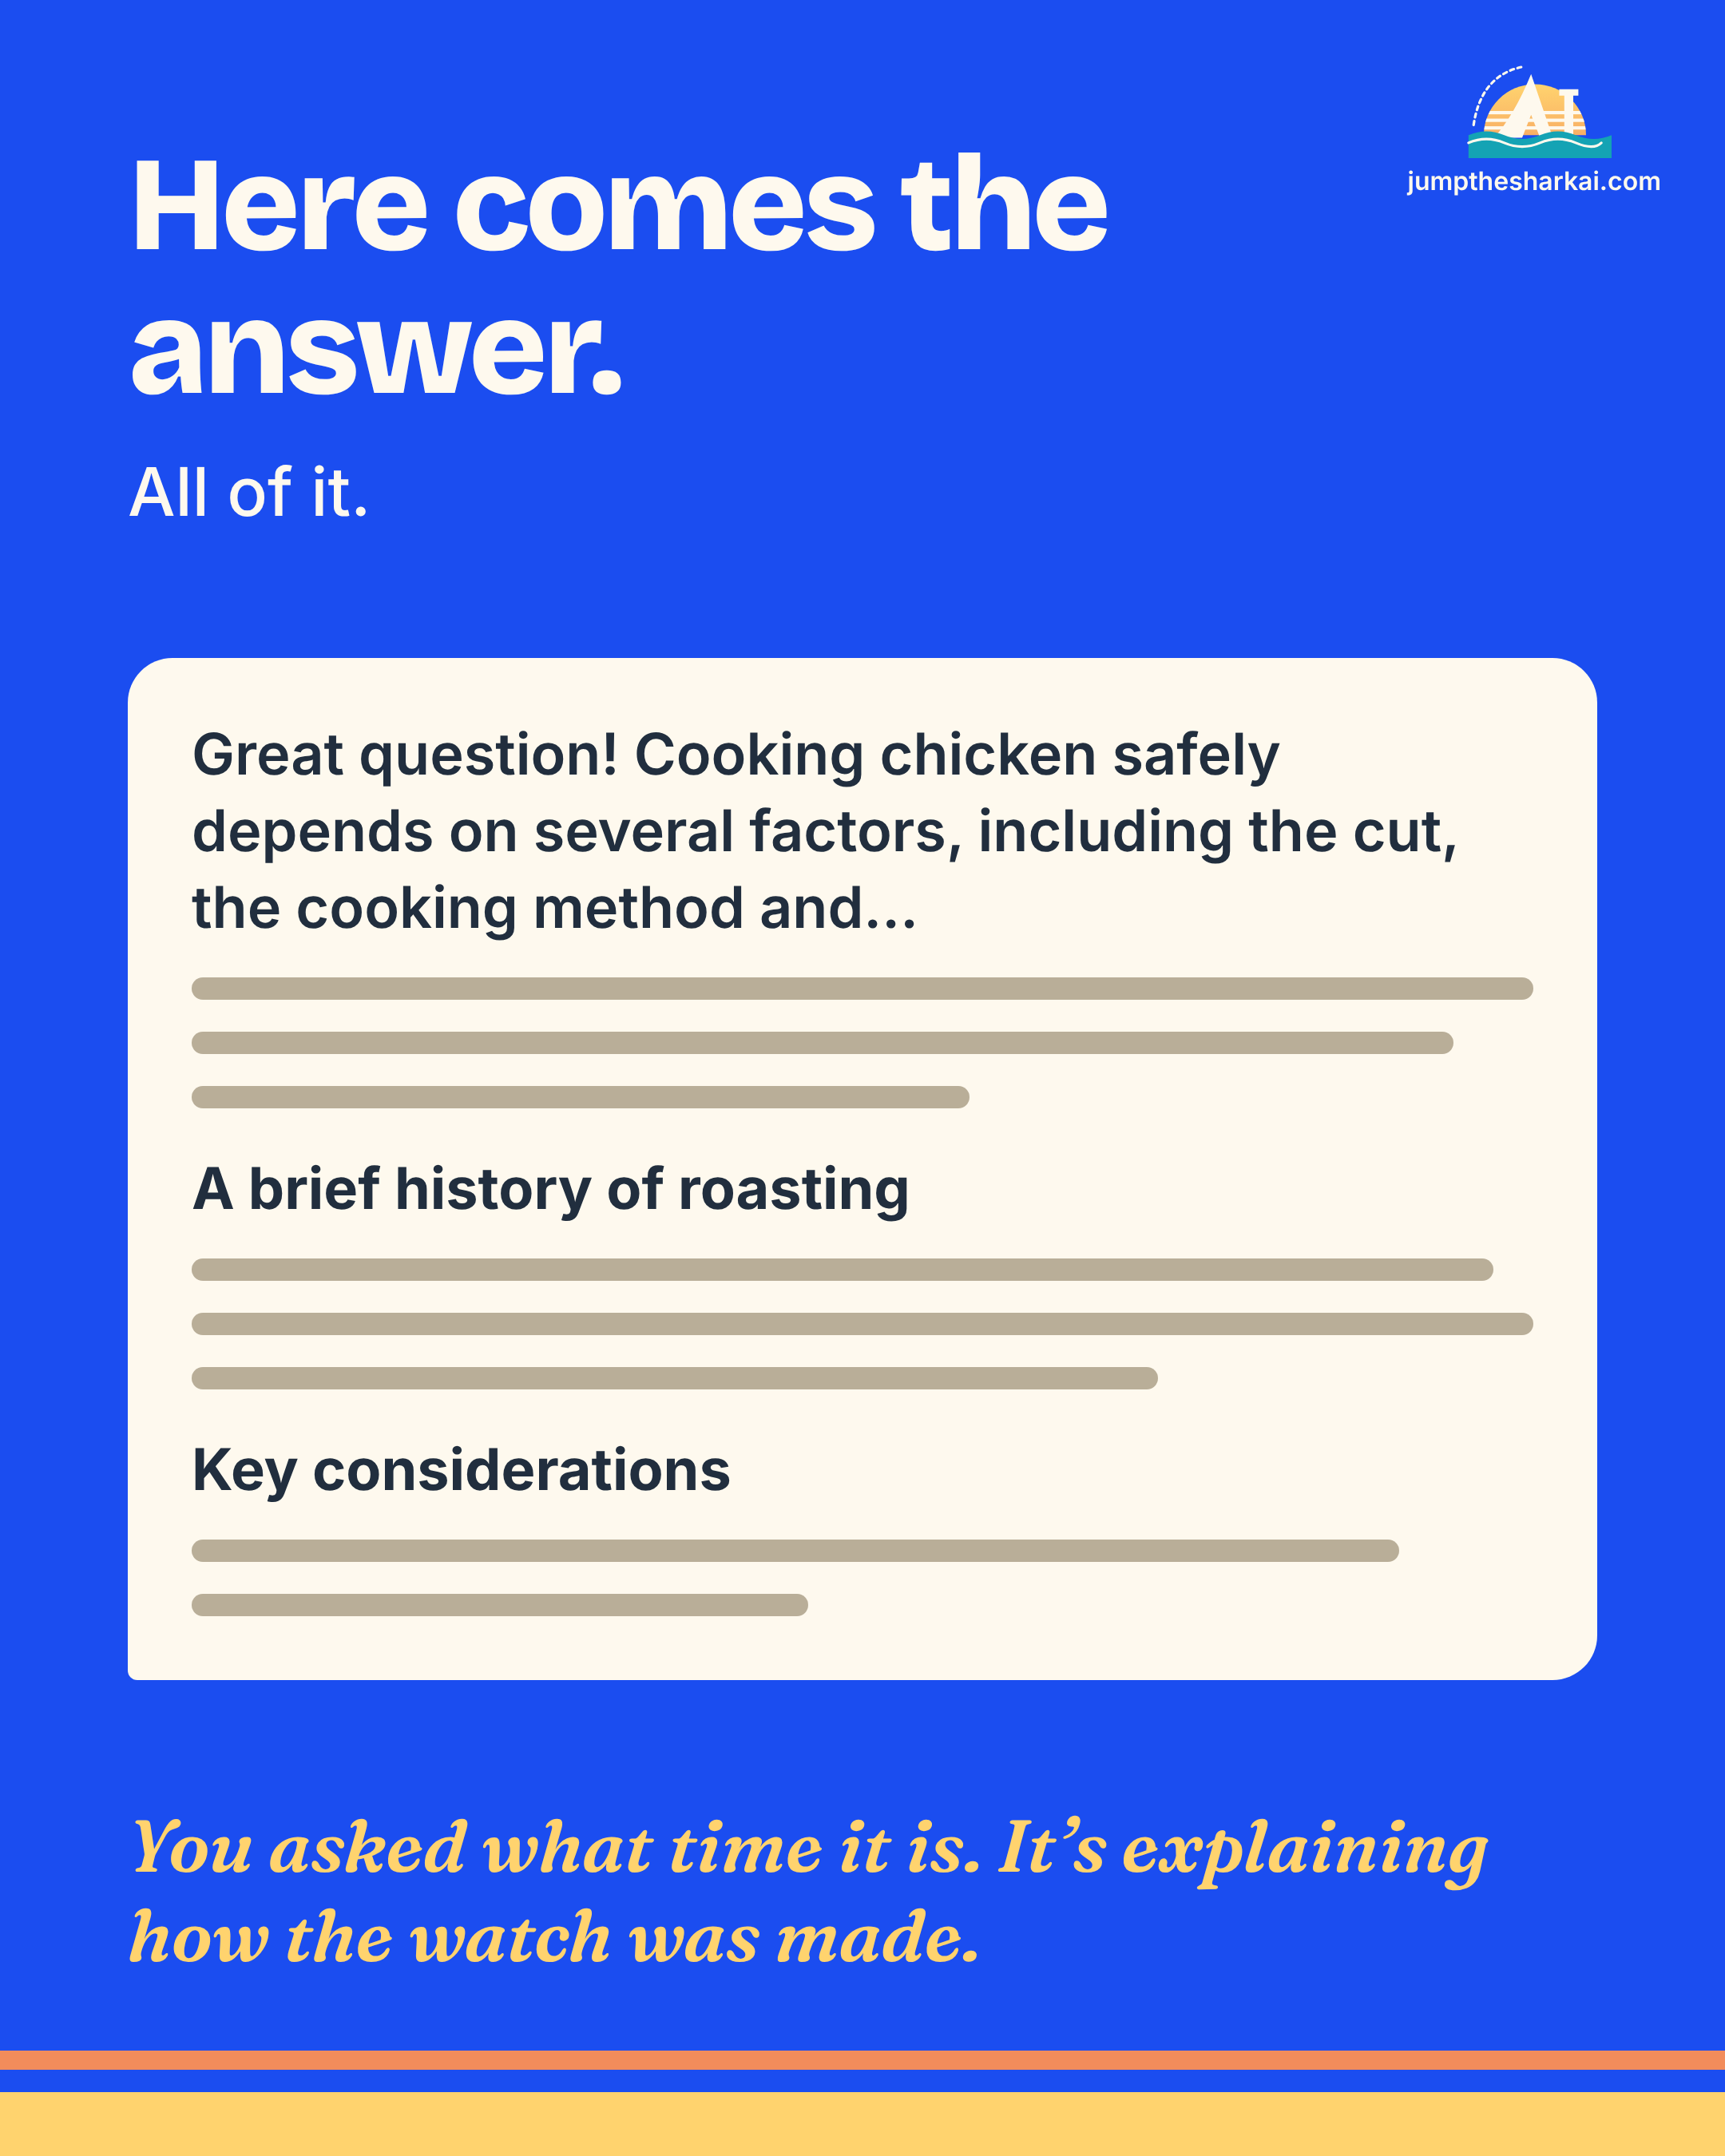 AI
jumpthesharkai.com
Here comes the
answer.
All of it.
Great question! Cooking chicken safely
depends on several factors, including the cut,
the cooking method and...
A brief history of roasting
Key considerations
You asked what time it is. It’s explaining
how the watch was made.